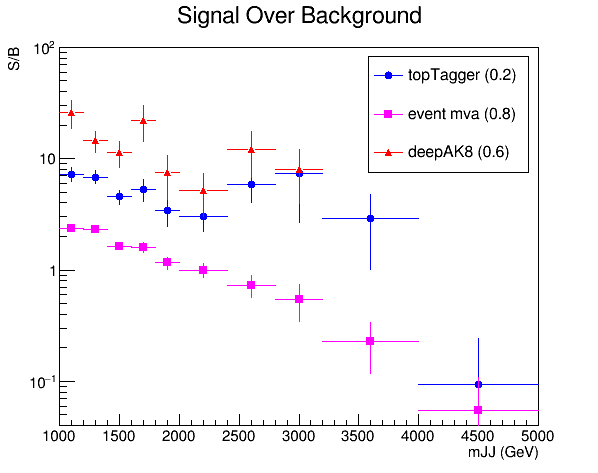 Signal Over Background
S/B
10²
topTagger (0.2)
event mva (0.8)
deepAK8 (0.6)
10
1
10⁻¹
1000 1500 2000 2500 3000 3500 4000 4500 5000
mJJ (GeV)